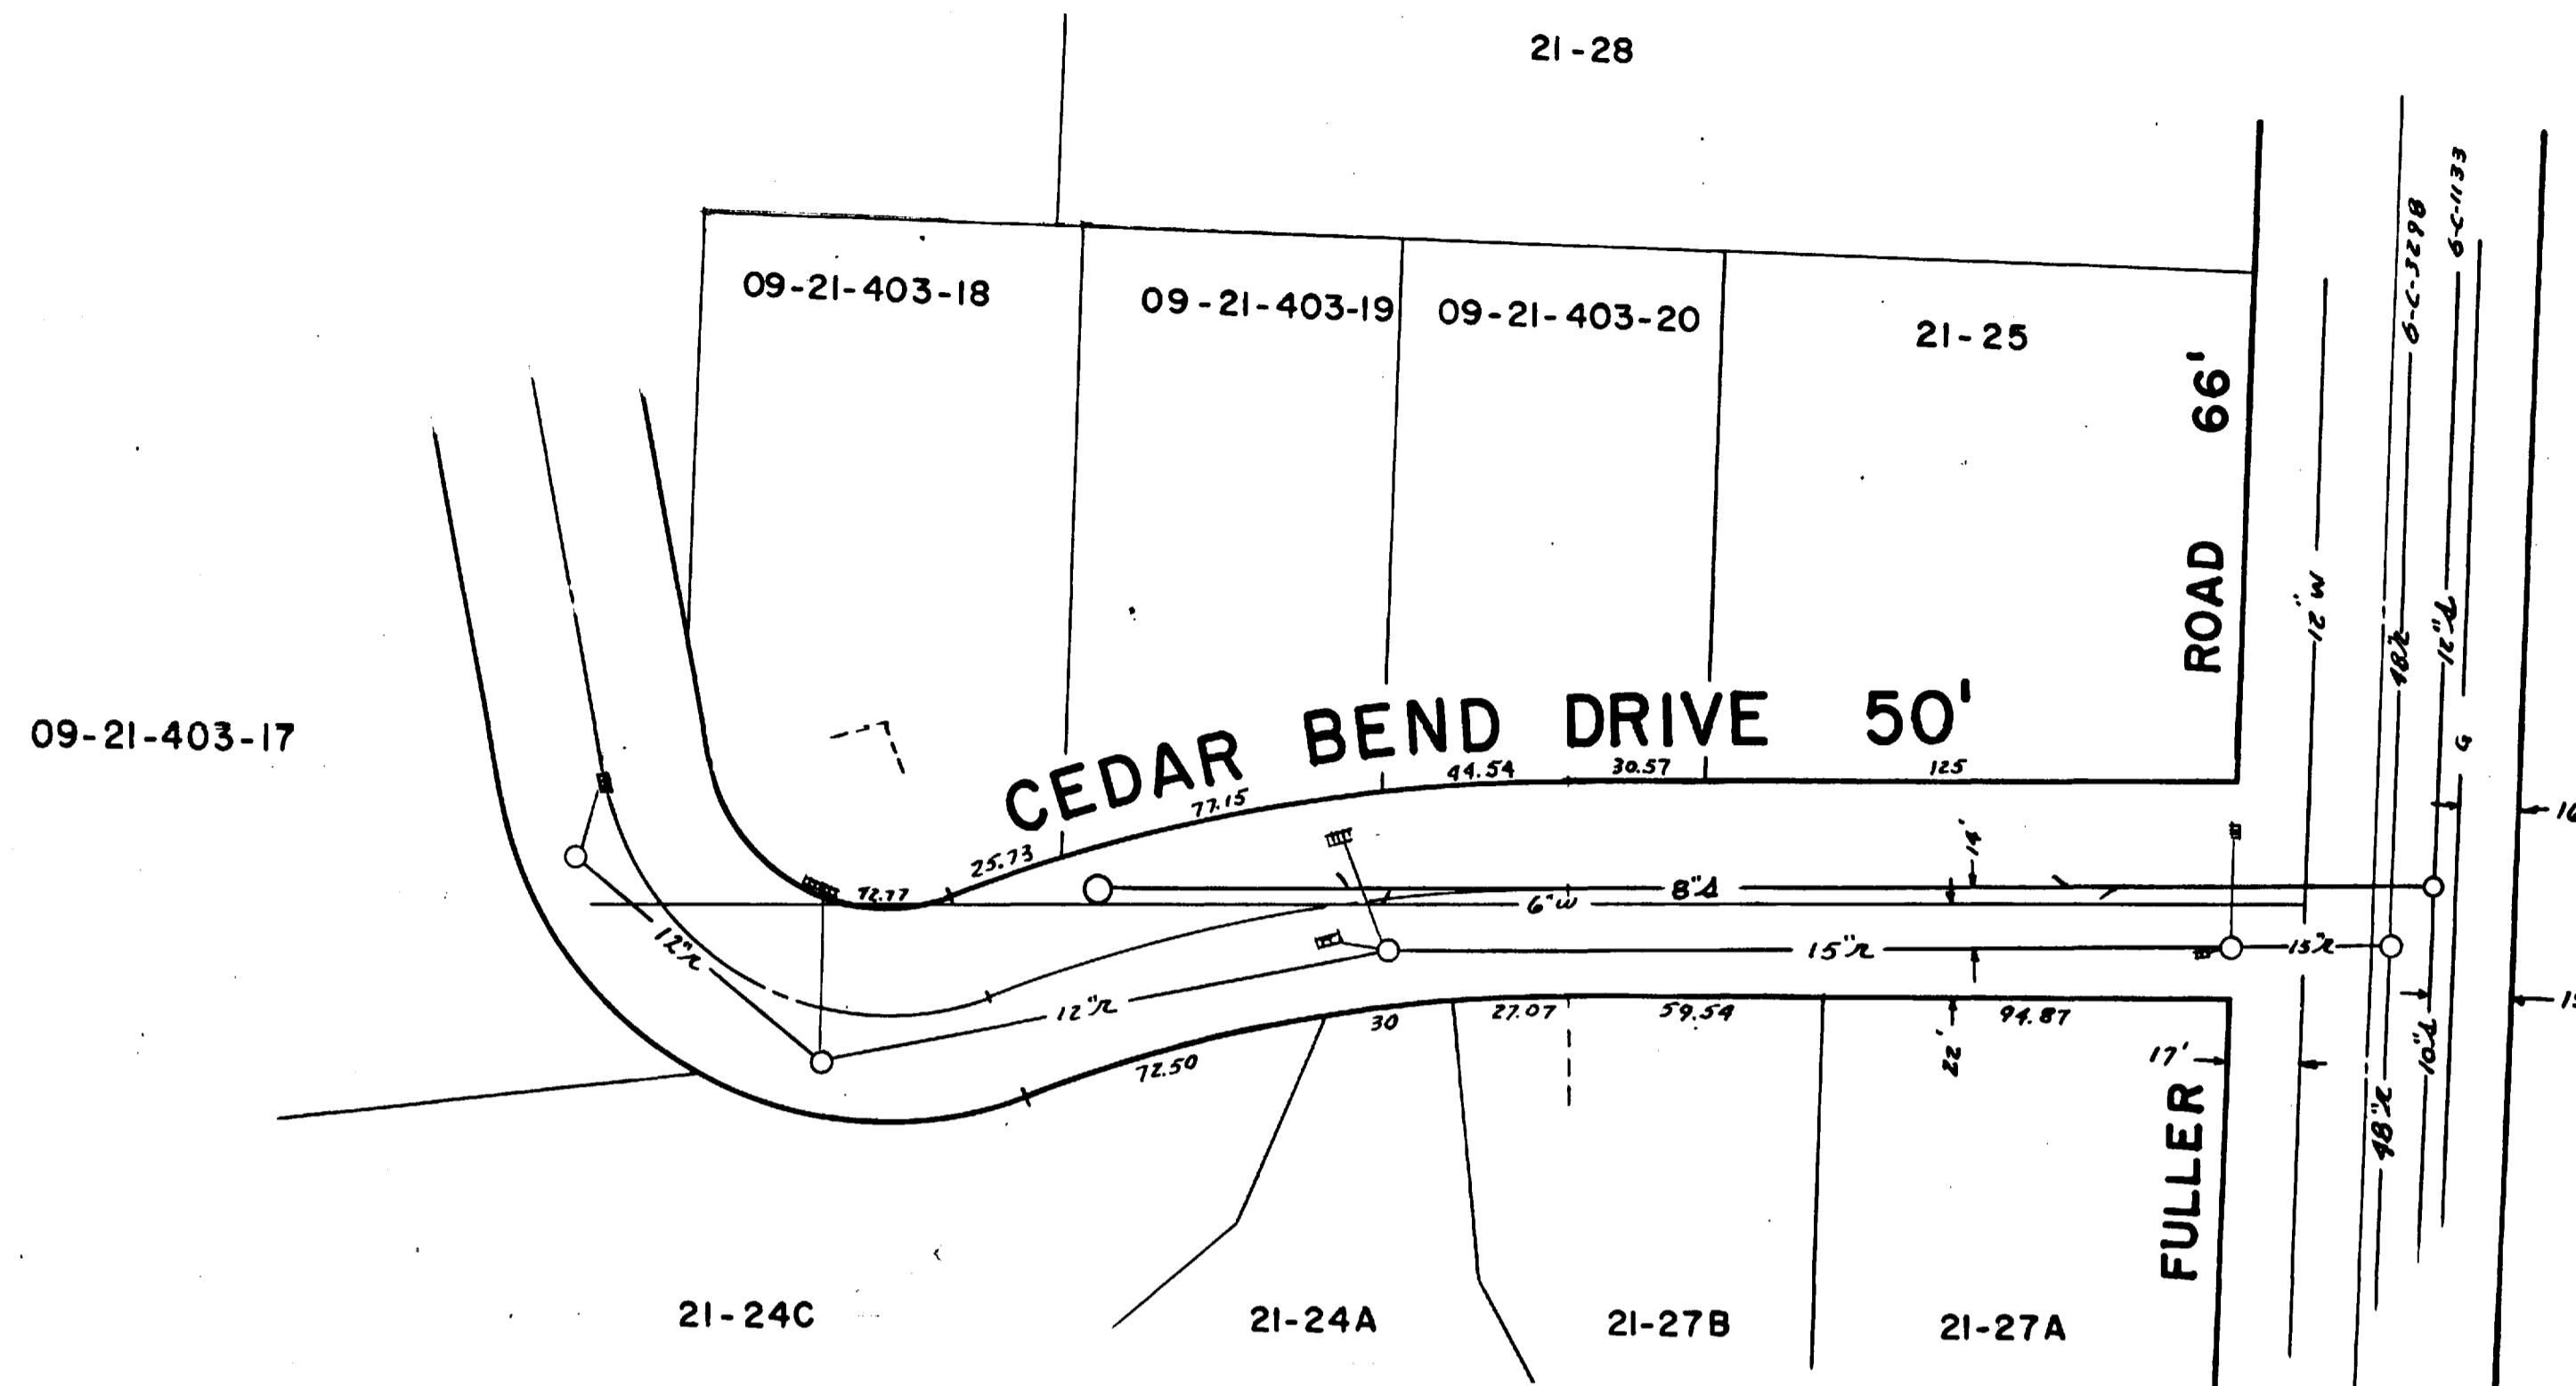 21-28
09-21-403-18
09-21-403-19
09-21-403-20
21-25
ROAD 66'
6-C-3298
6-C-1133
12"W
48"R
12"S
G
09-21-403-17
CEDAR BEND DRIVE 50'
44.54
30.57
125
77.15
25.73
72.77
14'
8"S
6"W
12"R
15"R
15"R
12"R
30
27.07
59.54
94.87
72.50
22'
17'
10"S
48"R
FULLER
21-24C
21-24A
21-27B
21-27A